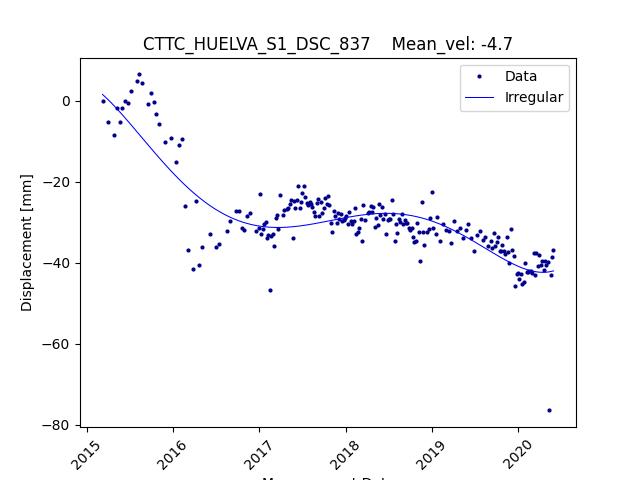 CTTC_HUELVA_S1_DSC_837    Mean_vel: -4.7
Data
Irregular
Displacement [mm]
0
−20
−40
−60
−80
2015
2016
2017
2018
2019
2020